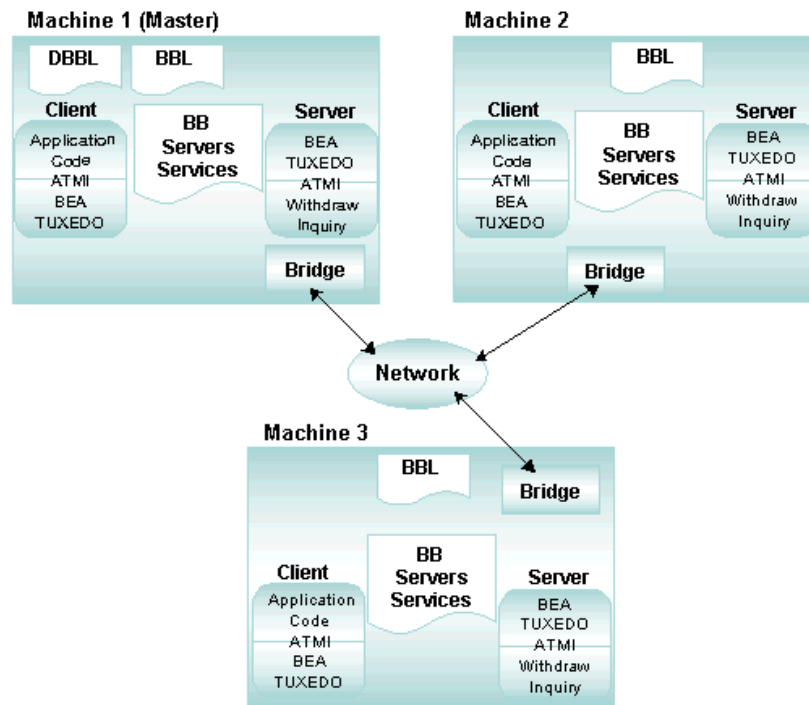 Machine 1 (Master)
DBBL
BBL
Client
Application
Code
ATMI
BEA
TUXEDO
BB
Servers
Services
Server
BEA
TUXEDO
ATMI
Withdraw
Inquiry
Bridge
Machine 2
BBL
Client
Application
Code
ATMI
BEA
TUXEDO
BB
Servers
Services
Server
BEA
TUXEDO
ATMI
Withdraw
Inquiry
Bridge
Network
Machine 3
BBL
Bridge
Client
Application
Code
ATMI
BEA
TUXEDO
BB
Servers
Services
Server
BEA
TUXEDO
ATMI
Withdraw
Inquiry